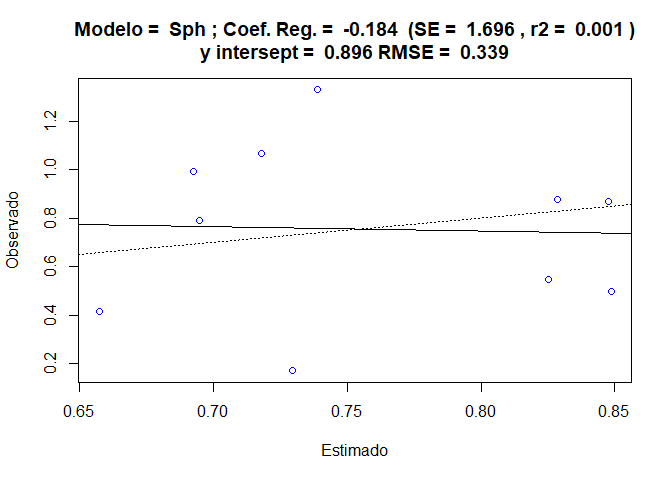 Modelo = Sph ; Coef. Reg. = -0.184 (SE = 1.696 , r2 = 0.001 )
y intersept = 0.896 RMSE = 0.339
Observado
1.2
1.0
0.8
0.6
0.4
0.2
0.65 0.70 0.75 0.80 0.85
Estimado